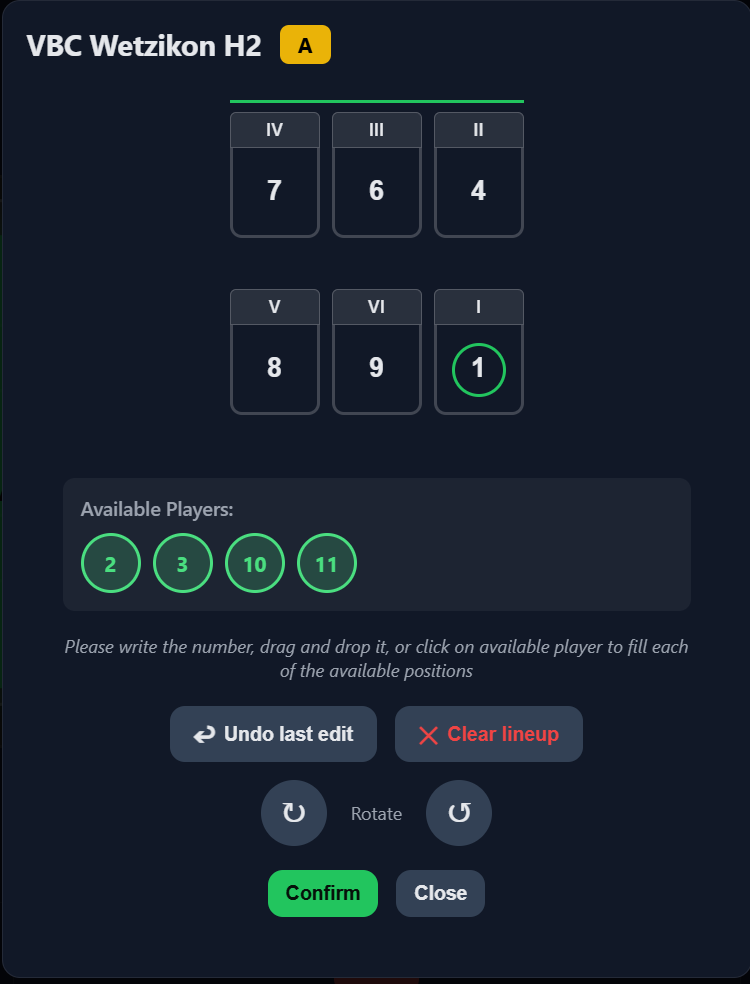 VBC Wetzikon H2 A
IV III II
7 6 4
V VI I
8 9 1
Available Players:
2 3 10 11
Please write the number, drag and drop it, or click on available player to fill each
of the available positions
Undo last edit Clear lineup
Rotate
Confirm Close